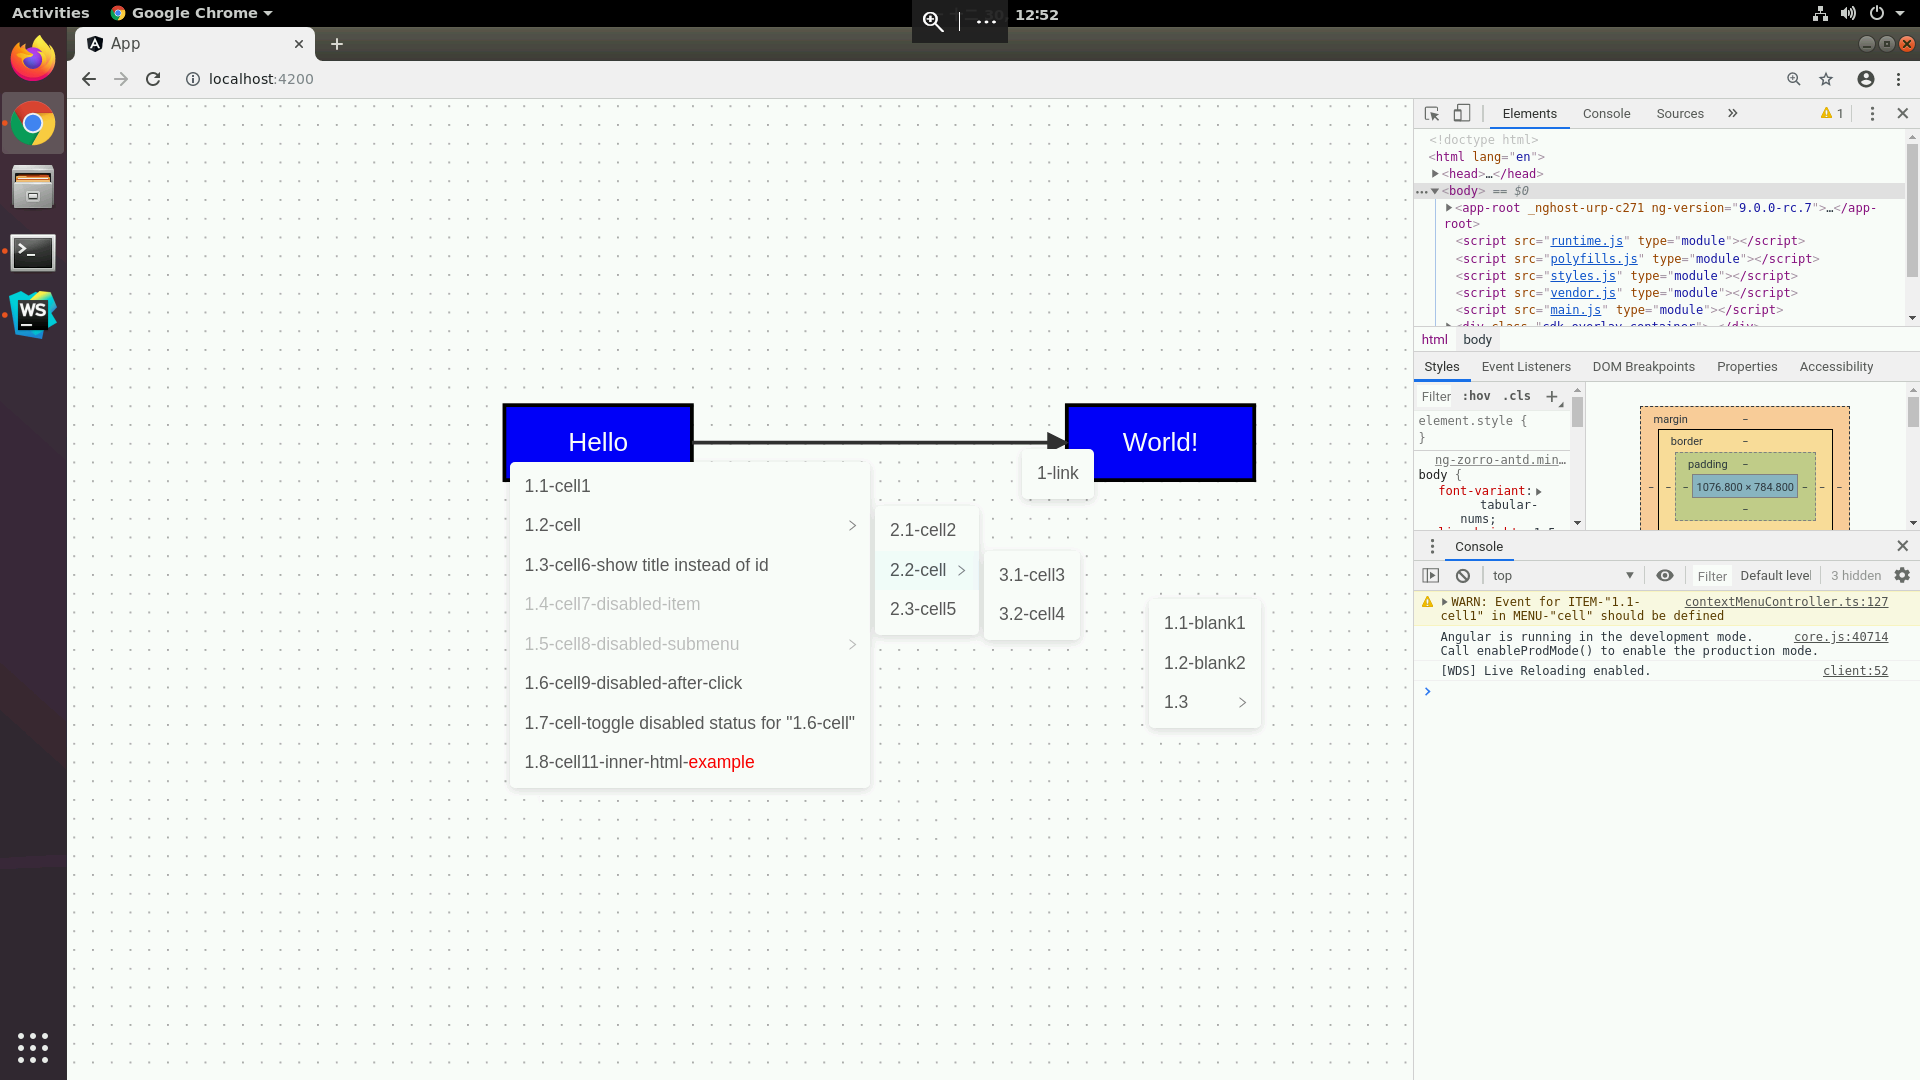 Activities
Google Chrome
12:52
App
localhost:4200
Hello
World!
1-link
1.1-cell1
1.2-cell
1.3-cell6-show title instead of id
1.4-cell7-disabled-item
1.5-cell8-disabled-submenu
1.6-cell9-disabled-after-click
1.7-cell-toggle disabled status for "1.6-cell"
1.8-cell11-inner-html-example
2.1-cell2
2.2-cell
2.3-cell5
3.1-cell3
3.2-cell4
1.1-blank1
1.2-blank2
1.3
WS
Elements Console Sources 1
<!doctype html>
<html lang="en">
<head>…</head>
<body> == $0
<app-root _nghost-urp-c271 ng-version="9.0.0-rc.7">…</app-
root>
<script src="runtime.js" type="module"></script>
<script src="polyfills.js" type="module"></script>
<script src="styles.js" type="module"></script>
<script src="vendor.js" type="module"></script>
<script src="main.js" type="module"></script>
html body
Styles Event Listeners DOM Breakpoints Properties Accessibility
Filter :hov .cls +
element.style {
}
ng-zorro-antd.min…
body {
font-variant:
tabular-
nums;
margin –
border –
padding –
– – – 1076.800 × 784.800 – – –
–
Console
top Filter Default level 3 hidden
WARN: Event for ITEM-"1.1- contextMenuController.ts:127
cell1" in MENU-"cell" should be defined
Angular is running in the development mode. core.js:40714
Call enableProdMode() to enable the production mode.
[WDS] Live Reloading enabled. client:52